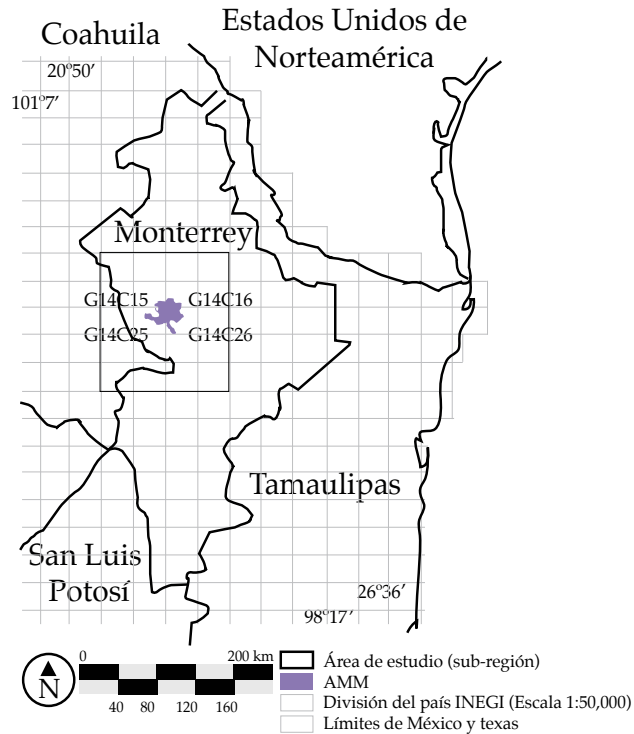 Coahuila
Estados Unidos de
Norteamérica
20°50′
101°7′
Monterrey
G14C15
G14C16
G14C25
G14C26
Tamaulipas
San Luis
Potosí
26°36′
98°17′
N
0
200 km
40
80
120
160
Área de estudio (sub-región)
AMM
División del país INEGI (Escala 1:50,000)
Límites de México y texas